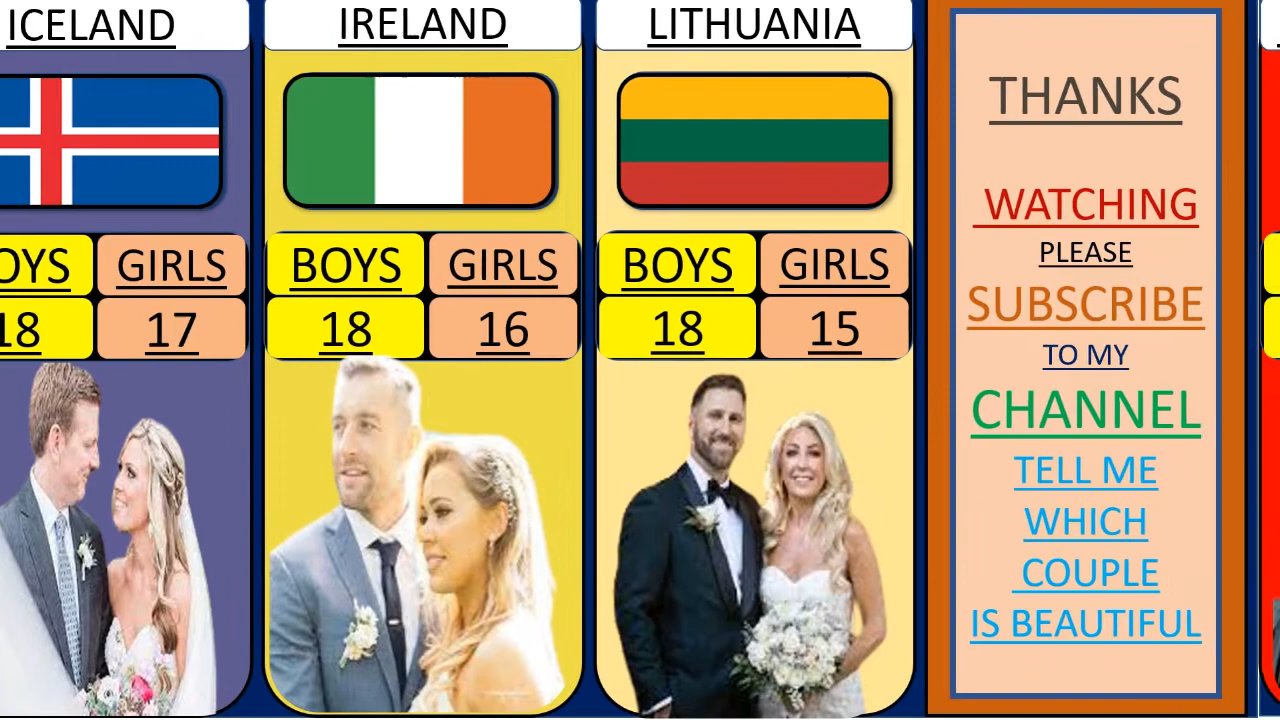 ICELAND
OYS GIRLS
18 17
IRELAND
BOYS GIRLS
18 16
LITHUANIA
BOYS GIRLS
18 15
THANKS
WATCHING
PLEASE
SUBSCRIBE
TO MY
CHANNEL
TELL ME
WHICH
COUPLE
IS BEAUTIFUL